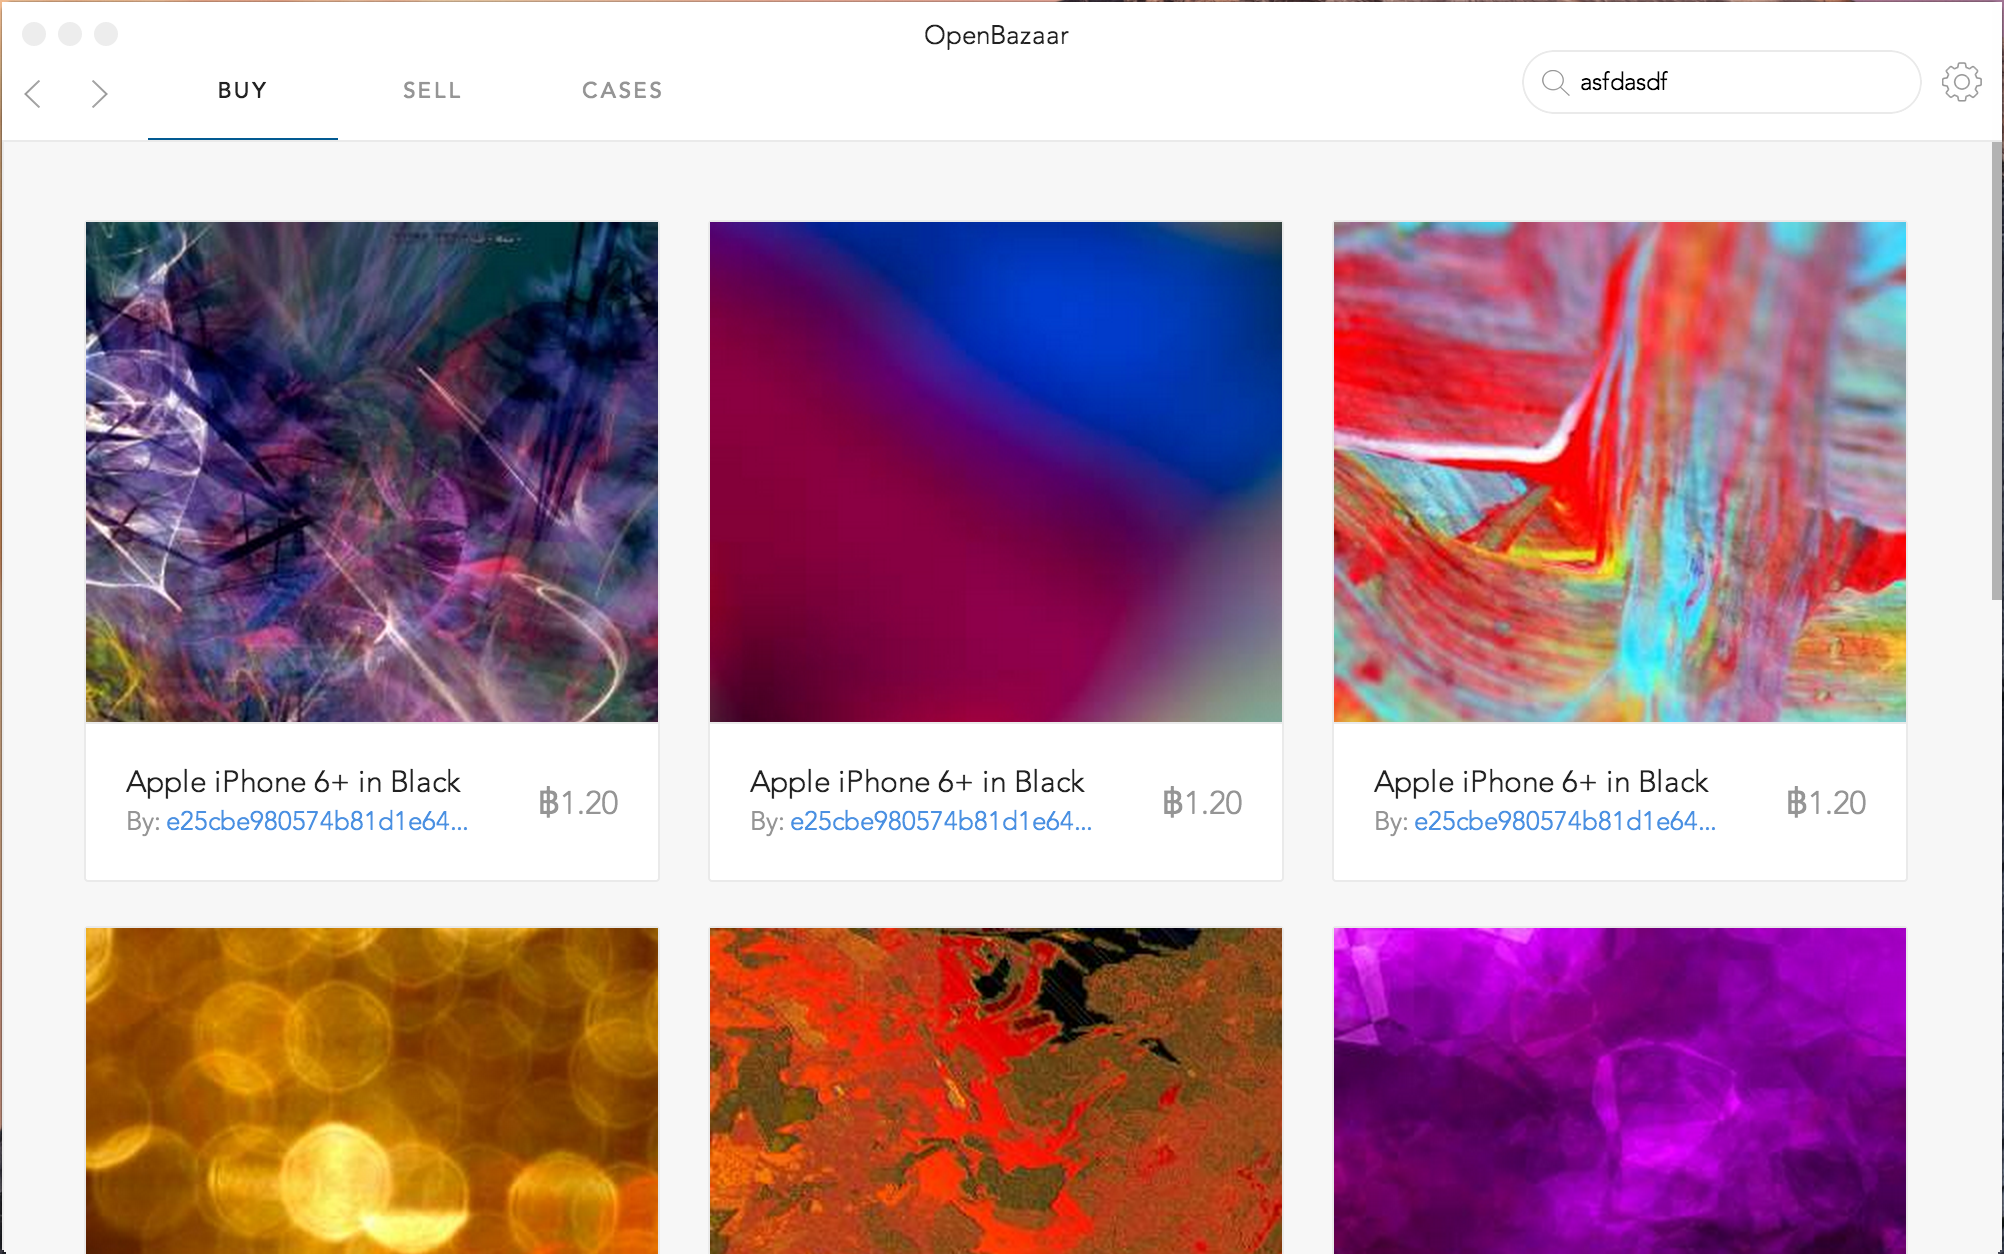 OpenBazaar
BUY SELL CASES
asfdasdf
Apple iPhone 6+ in Black
By: e25cbe980574b81d1e64...
฿1.20
Apple iPhone 6+ in Black
By: e25cbe980574b81d1e64...
฿1.20
Apple iPhone 6+ in Black
By: e25cbe980574b81d1e64...
฿1.20